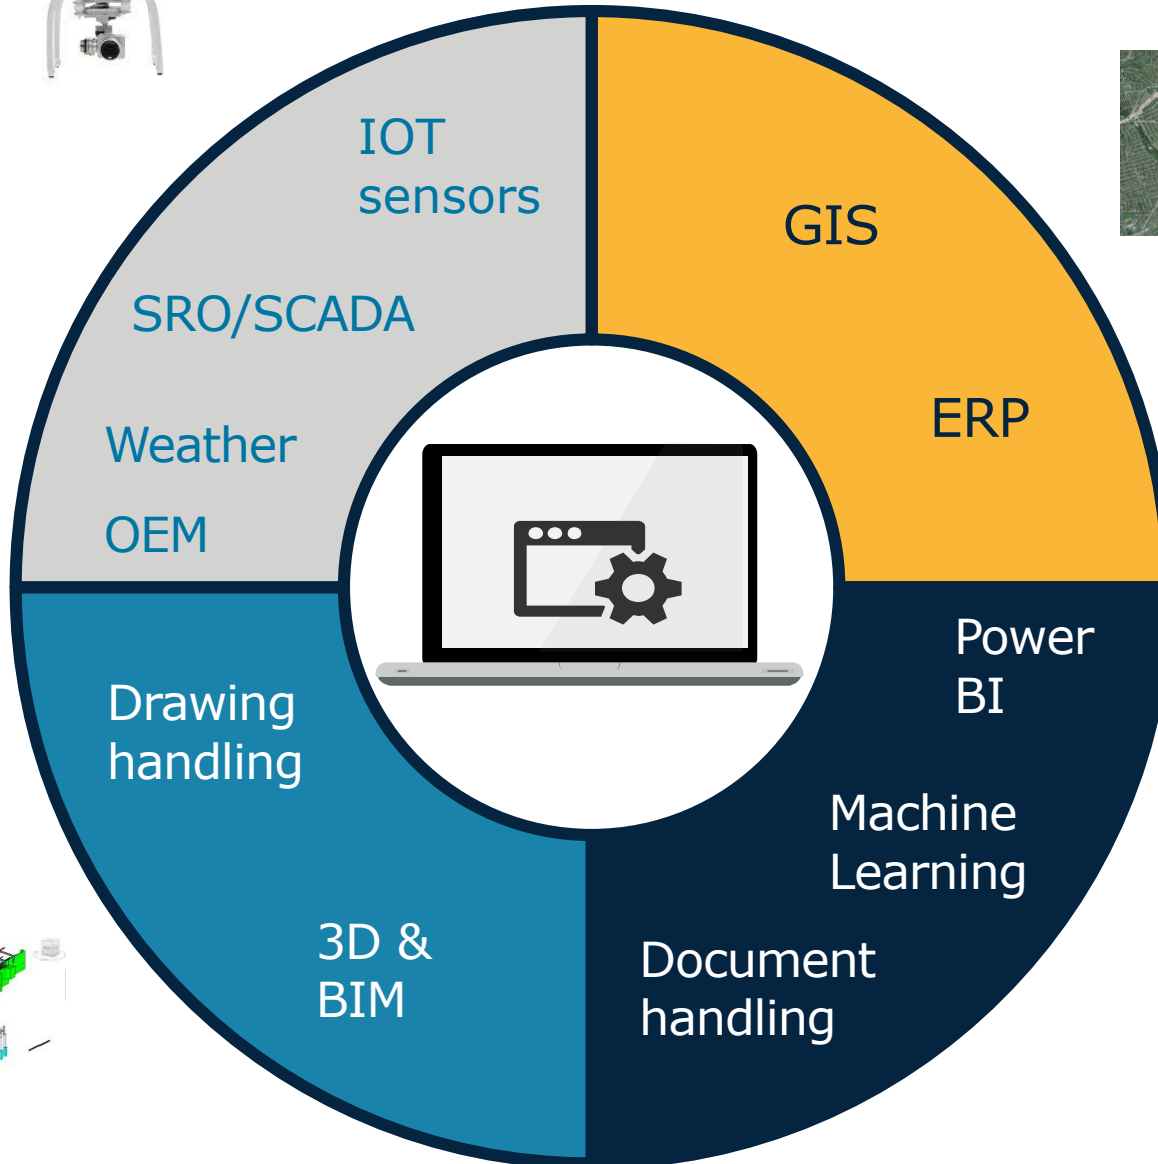 IOT
sensors
GIS
SRO/SCADA
ERP
Weather
OEM
Power
BI
Drawing
handling
Machine
Learning
3D &
BIM
Document
handling